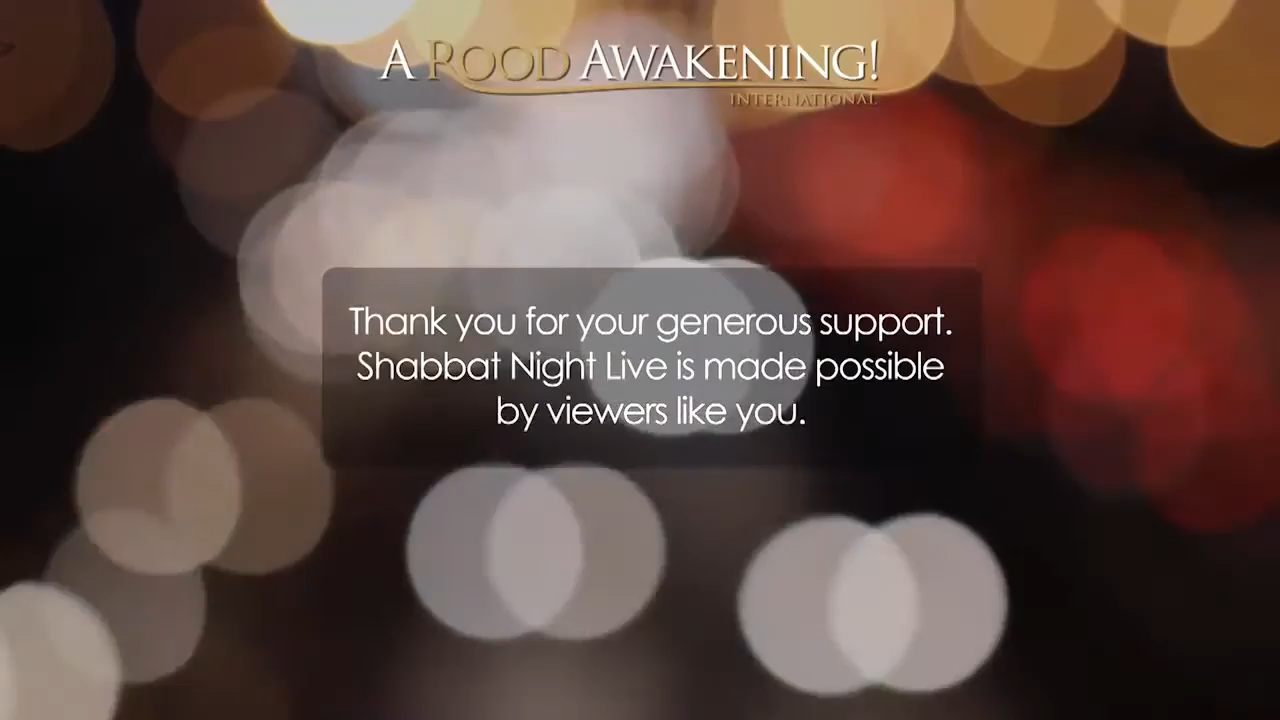 A ROOD AWAKENING!
INTERNATIONAL
Thank you for your generous support.
Shabbat Night Live is made possible
by viewers like you.